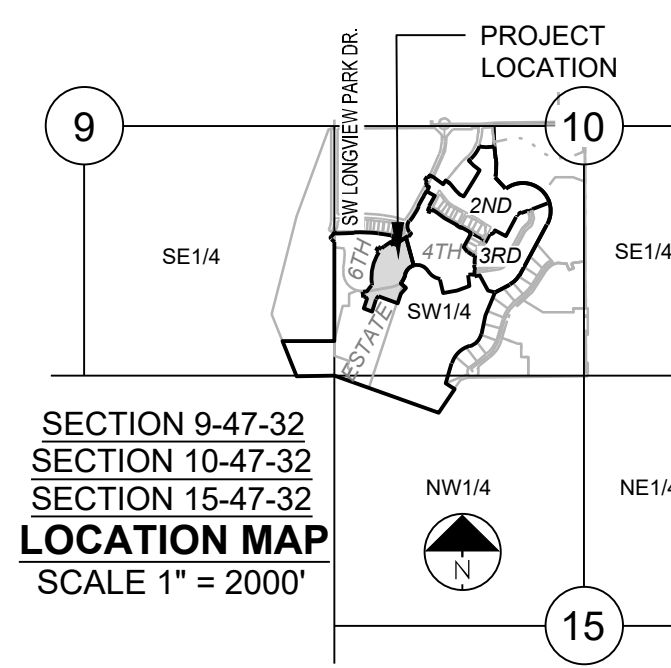 PROJECT
LOCATION
SW LONGVIEW PARK DR.
9
10
2ND
SE1/4
6TH
4TH
3RD
SE1/4
SW1/4
ESTATE
SECTION 9-47-32
SECTION 10-47-32
SECTION 15-47-32
NW1/4
NE1/4
LOCATION MAP
N
SCALE 1" = 2000'
15